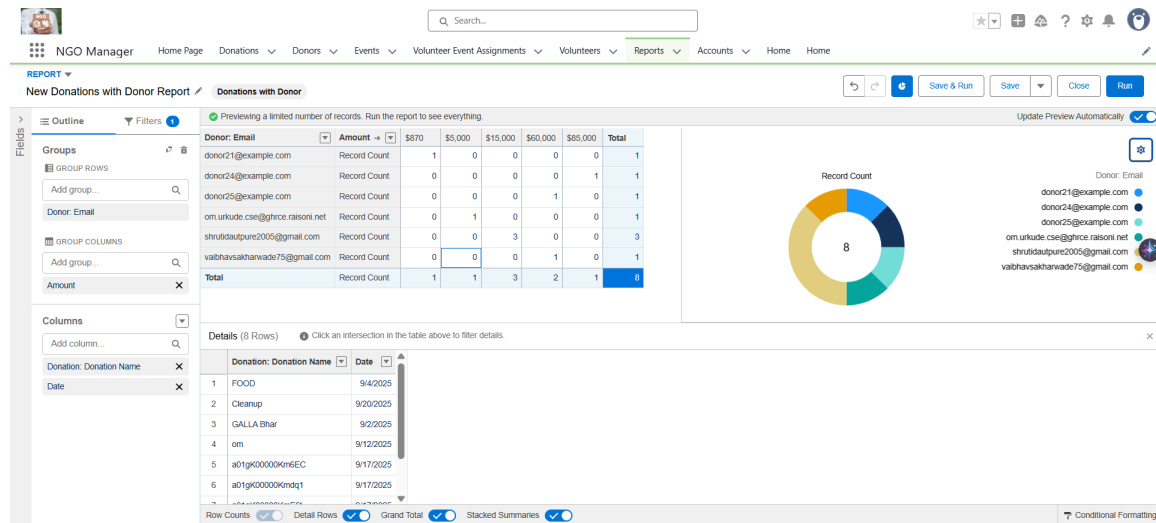 Search...
NGO Manager Home Page Donations Donors Events Volunteer Event Assignments Volunteers Reports Accounts Home Home
REPORT
New Donations with Donor Report Donations with Donor
Save & Run Save Close Run
Fields
Outline Filters 1
Previewing a limited number of records. Run the report to see everything.
Update Preview Automatically
Groups
GROUP ROWS
Add group...
Donor: Email
GROUP COLUMNS
Add group...
Amount
Columns
Add column...
Donation: Donation Name
Date
Donor: Email Amount → $870 $5,000 $15,000 $60,000 $85,000 Total
donor21@example.com Record Count 1 0 0 0 0 1
donor24@example.com Record Count 0 0 0 0 1 1
donor25@example.com Record Count 0 0 0 1 0 1
om.urkude.cse@ghrce.raisoni.net Record Count 0 1 0 0 0 1
shrutidautpure2005@gmail.com Record Count 0 0 3 0 0 3
vaibhavsakharwade75@gmail.com Record Count 0 0 0 1 0 1
Total Record Count 1 1 3 2 1 8
Record Count
8
Donor: Email
donor21@example.com
donor24@example.com
donor25@example.com
om.urkude.cse@ghrce.raisoni.net
shrutidautpure2005@gmail.com
vaibhavsakharwade75@gmail.com
Details (8 Rows) Click an intersection in the table above to filter details.
Donation: Donation Name Date
1 FOOD 9/4/2025
2 Cleanup 9/20/2025
3 GALLA Bhar 9/2/2025
4 om 9/12/2025
5 a01gK00000Km6EC 9/17/2025
6 a01gK00000Kmdq1 9/17/2025
Row Counts Detail Rows Grand Total Stacked Summaries Conditional Formatting